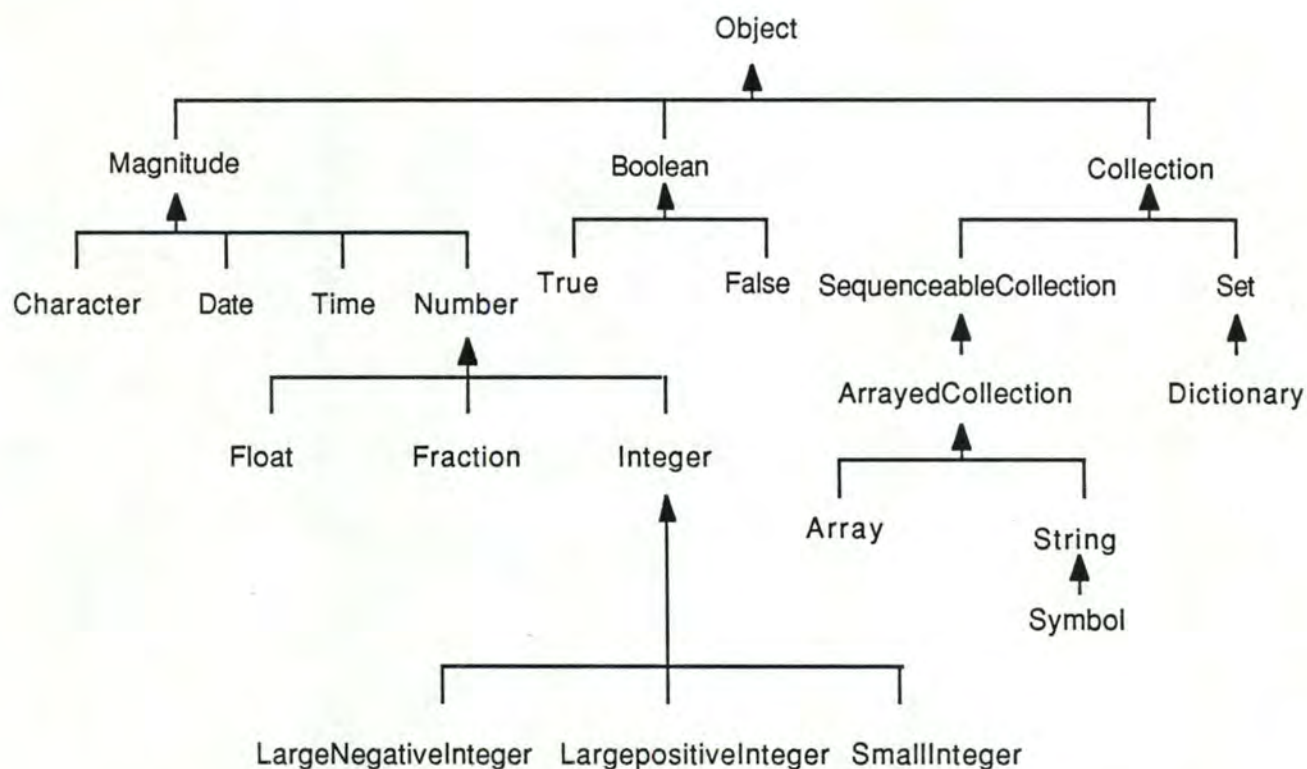 Object
Magnitude Boolean Collection
Character Date Time Number True False SequenceableCollection Set
ArrayedCollection Dictionary
Float Fraction Integer
Array String
Symbol
LargeNegativeInteger LargepositiveInteger SmallInteger